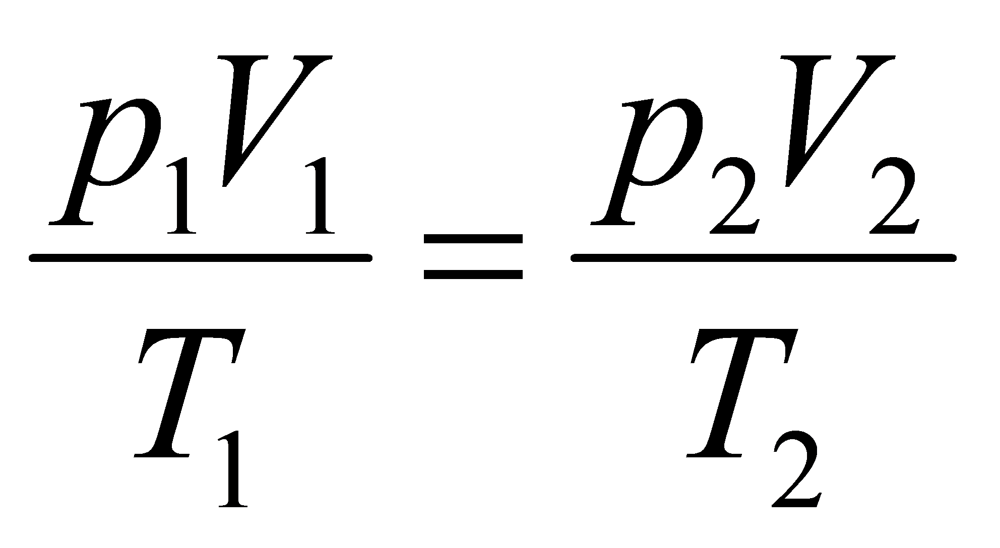 p₁V₁/T₁ = p₂V₂/T₂